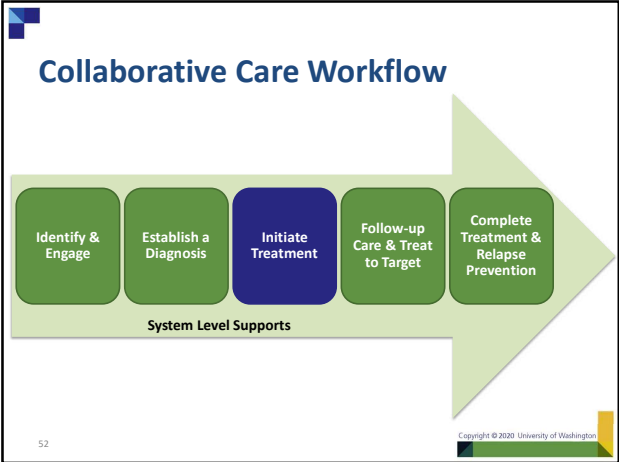 Collaborative Care Workflow
Identify &
Engage
Establish a
Diagnosis
Initiate
Treatment
Follow-up
Care & Treat
to Target
Complete
Treatment &
Relapse
Prevention
System Level Supports
52
Copyright © 2020 University of Washington